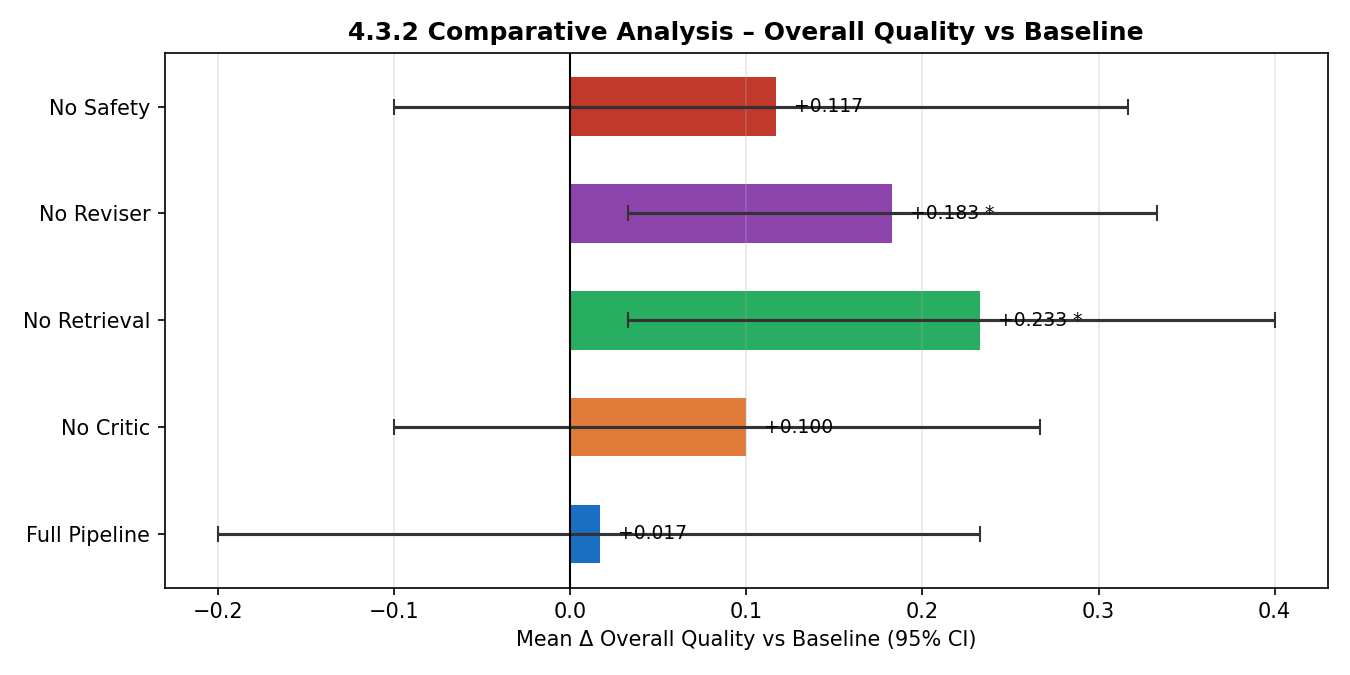 4.3.2 Comparative Analysis – Overall Quality vs Baseline
No Safety
+0.117
No Reviser
+0.183 *
No Retrieval
+0.233 *
No Critic
+0.100
Full Pipeline
+0.017
−0.2 −0.1 0.0 0.1 0.2 0.3 0.4
Mean Δ Overall Quality vs Baseline (95% CI)